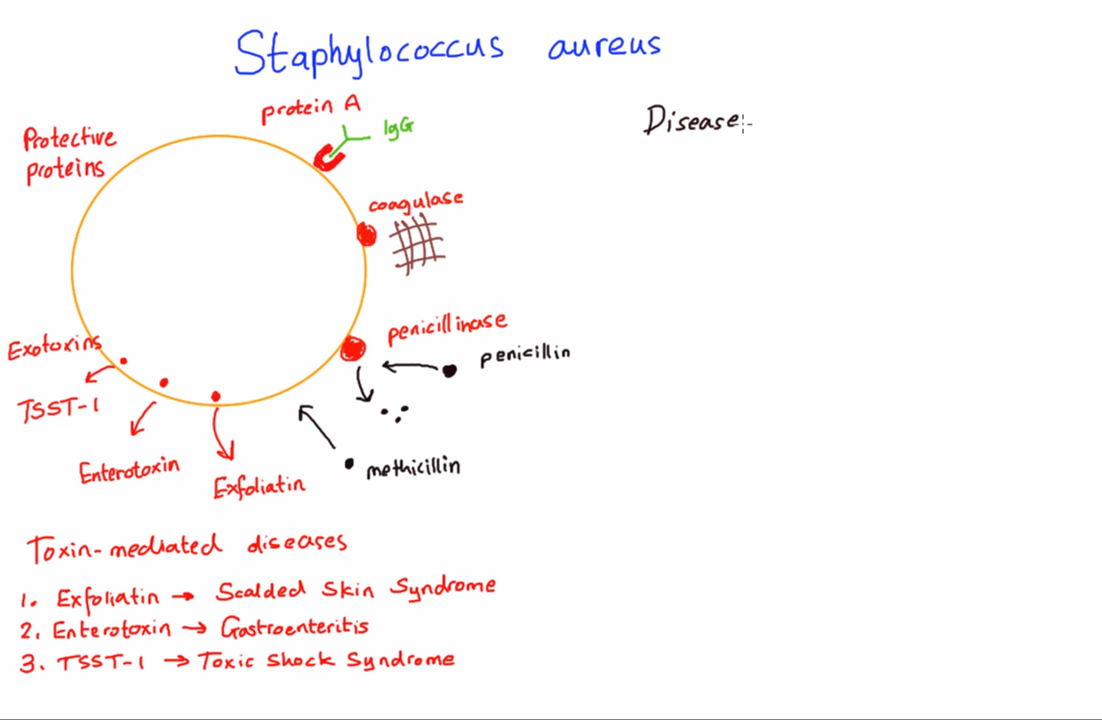 Staphylococcus aureus
protein A
IgG
Disease:-
Protective
proteins
coagulase
penicillinase
penicillin
Exotoxins
TSST-1
Enterotoxin
Exfoliatin
methicillin
Toxin-mediated diseases
1. Exfoliatin → Scalded Skin Syndrome
2. Enterotoxin → Gastroenteritis
3. TSST-1 → Toxic Shock Syndrome